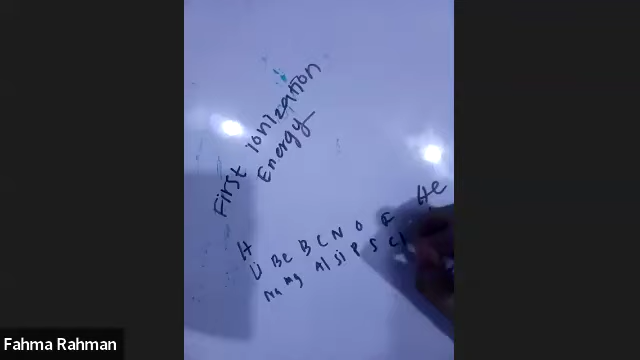 First ionization
Energy
H He
Li Be B C N O F
Na Mg Al Si P S Cl
Fahma Rahman